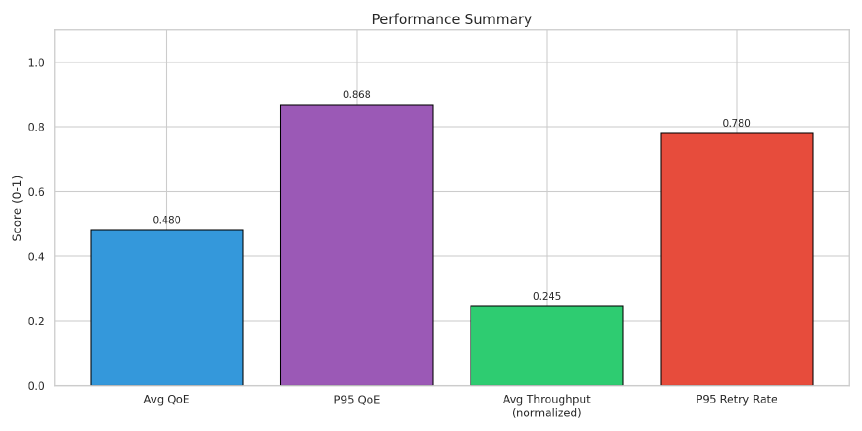 Performance Summary
Score (0-1)
1.0
0.8
0.6
0.4
0.2
0.0
0.480
0.868
0.245
0.780
Avg QoE
P95 QoE
Avg Throughput
(normalized)
P95 Retry Rate